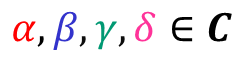 α, β, γ, δ ∈ C